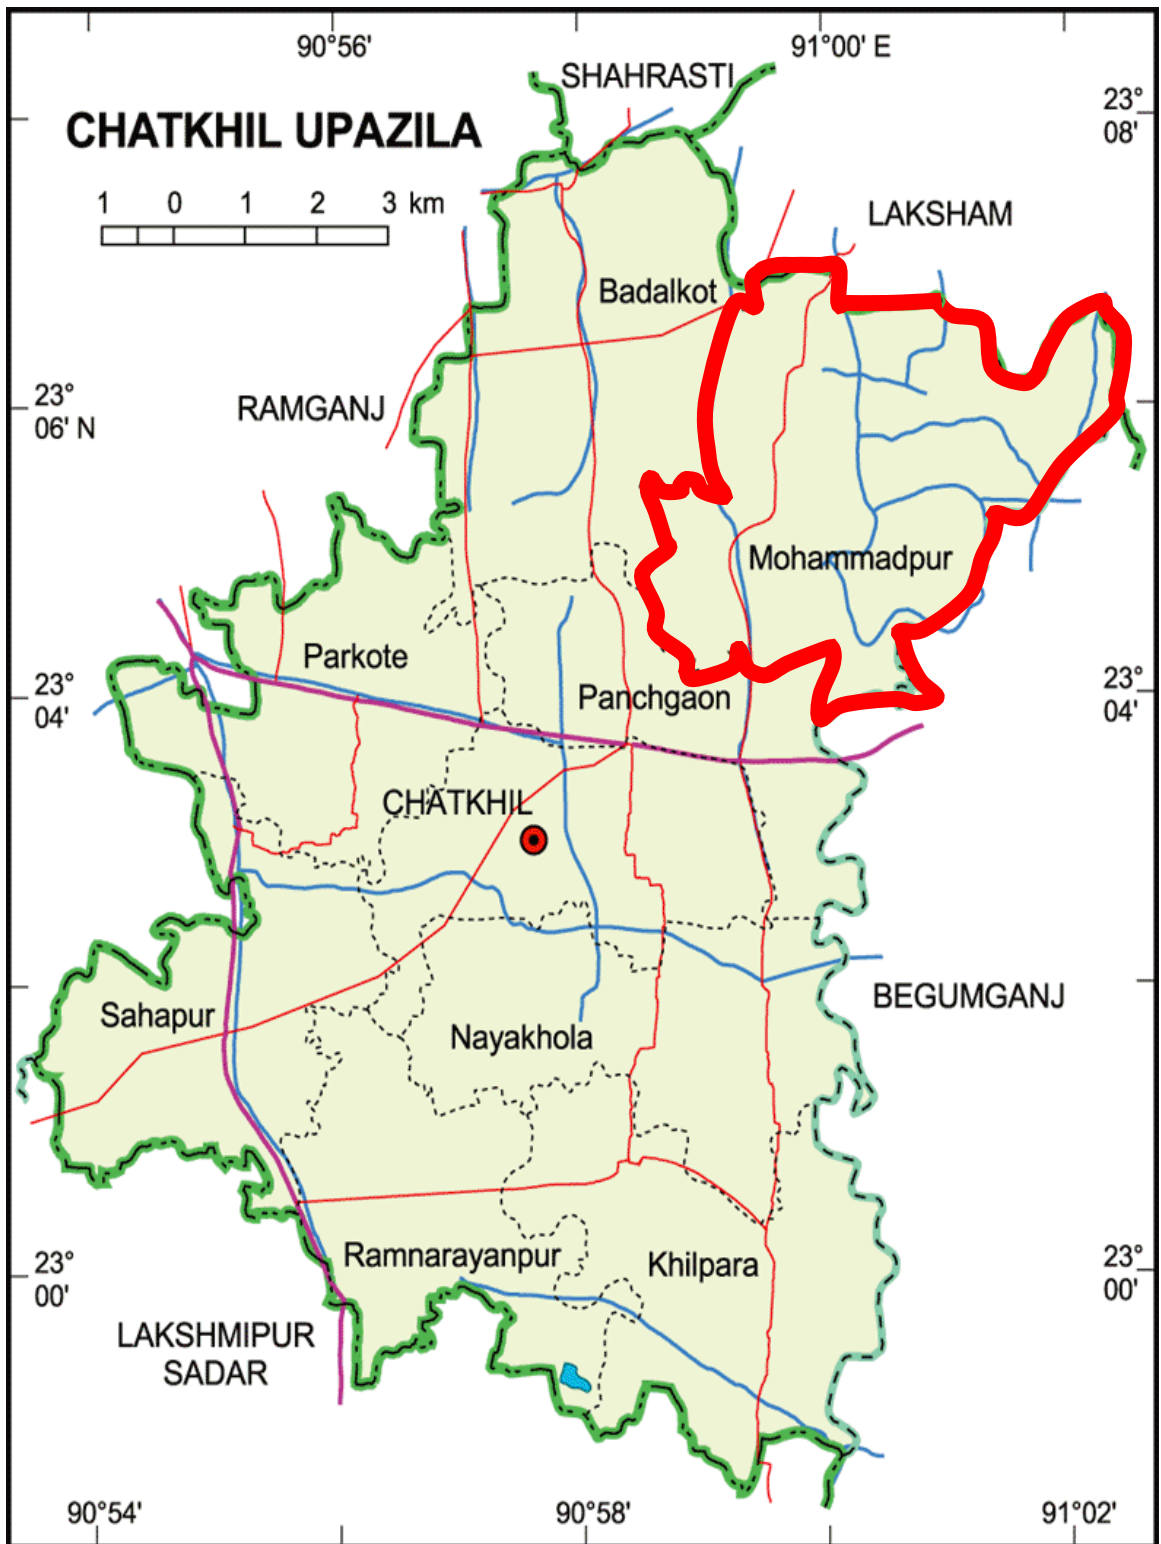 90°56'
91°00' E
SHAHRASTI
23°
08'
CHATKHIL UPAZILA
1 0 1 2 3 km
LAKSHAM
Badalkot
23°
06' N
RAMGANJ
Mohammadpur
Parkote
23°
04'
Panchgaon
23°
04'
CHATKHIL
Sahapur
BEGUMGANJ
Nayakhola
23°
00'
Ramnarayanpur
Khilpara
23°
00'
LAKSHMIPUR
SADAR
90°54'
90°58'
91°02'